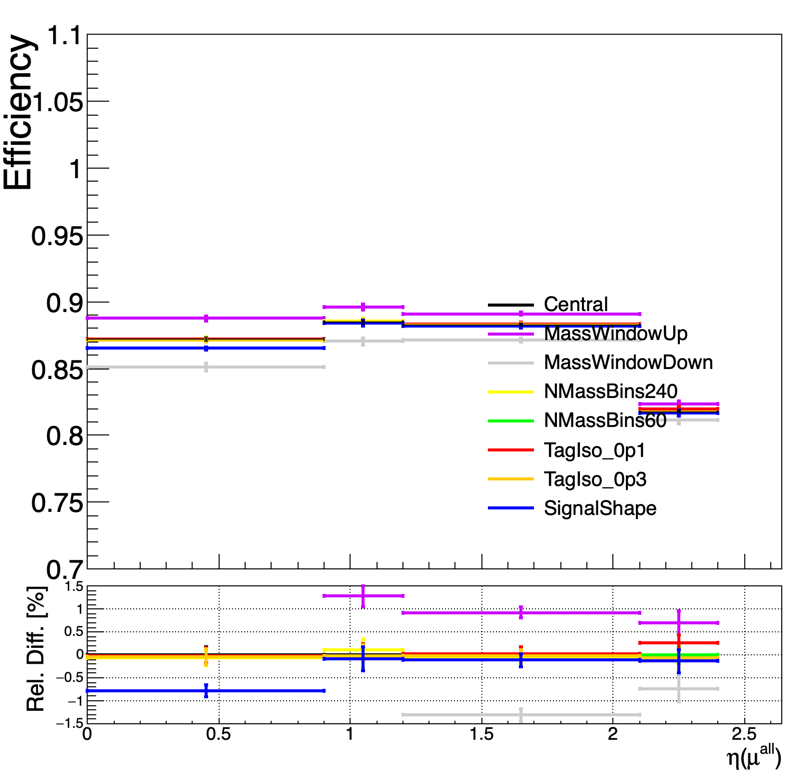 Efficiency
1.1
1.05
1
0.95
0.9
0.85
0.8
0.75
0.7
Central
MassWindowUp
MassWindowDown
NMassBins240
NMassBins60
TagIso_0p1
TagIso_0p3
SignalShape
Rel. Diff. [%]
1.5
1
0.5
0
−0.5
−1
−1.5
0 0.5 1 1.5 2 2.5
η(μ^all)